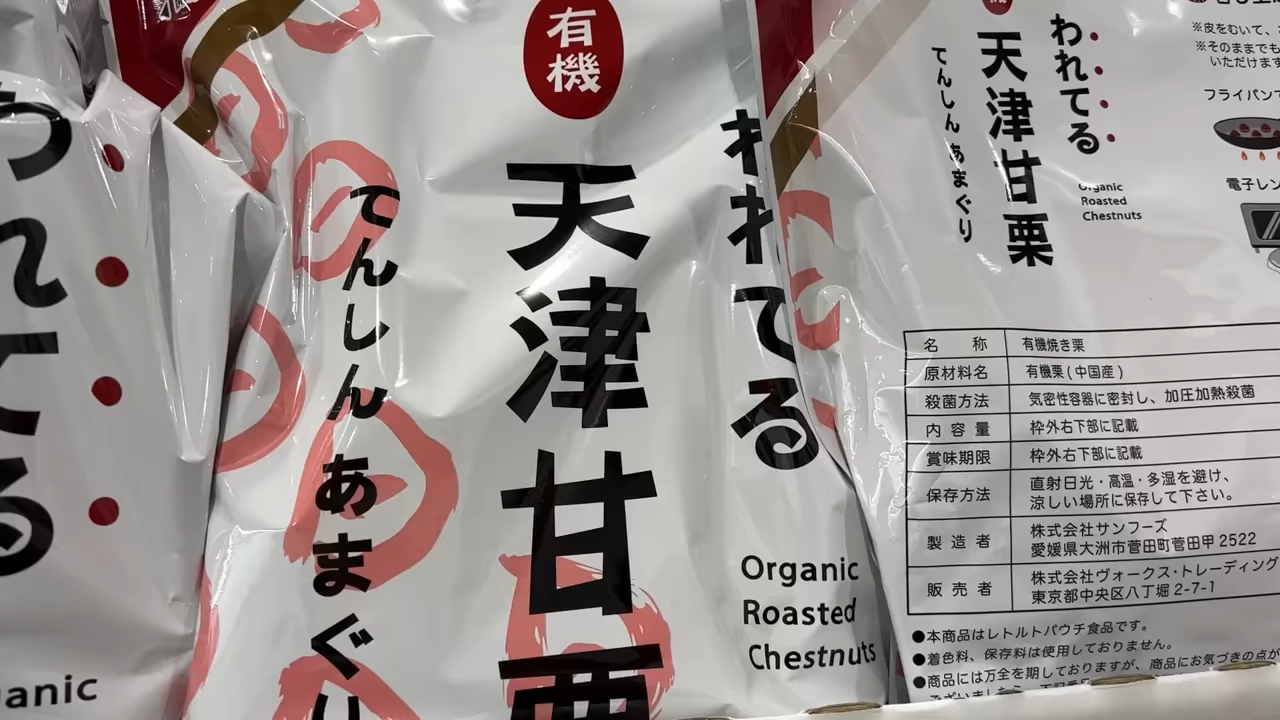 われてる
anic
有機
天津甘栗
てんしんあまぐり
われてる
Organic
Roasted
Chestnuts
われてる
天津甘栗
てんしんあまぐり
Organic
Roasted
Chestnuts
※皮をむいて、
※そのままでも
いただけます
フライパンで
電子レン
名称 有機焼き栗
原材料名 有機栗(中国産)
殺菌方法 気密性容器に密封し、加圧加熱殺菌
内容量 枠外右下部に記載
賞味期限 枠外右下部に記載
保存方法 直射日光・高温・多湿を避け、
涼しい場所に保存して下さい。
製造者 株式会社サンフーズ
愛媛県大洲市菅田町菅田甲2522
販売者 株式会社ヴォークス・トレーディング
東京都中央区八丁堀2-7-1
●本商品はレトルトパウチ食品です。
●着色料、保存料は使用しておりません。
●商品には万全を期しておりますが、商品にお気づきの点が